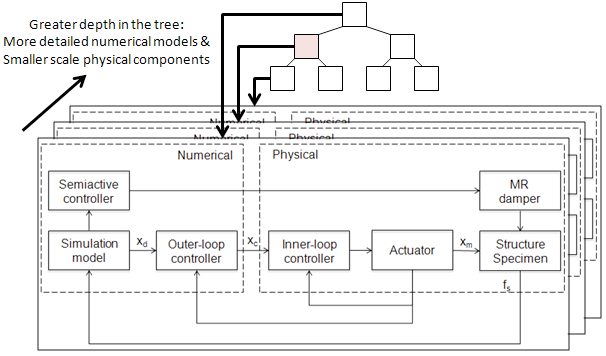 Greater depth in the tree:
More detailed numerical models &
Smaller scale physical components
Numerical
Physical
Numerical
Physical
Numerical
Physical
Semiactive
controller
MR
damper
Simulation
model
xd
Outer-loop
controller
xc
Inner-loop
controller
Actuator
xm
Structure
Specimen
fs